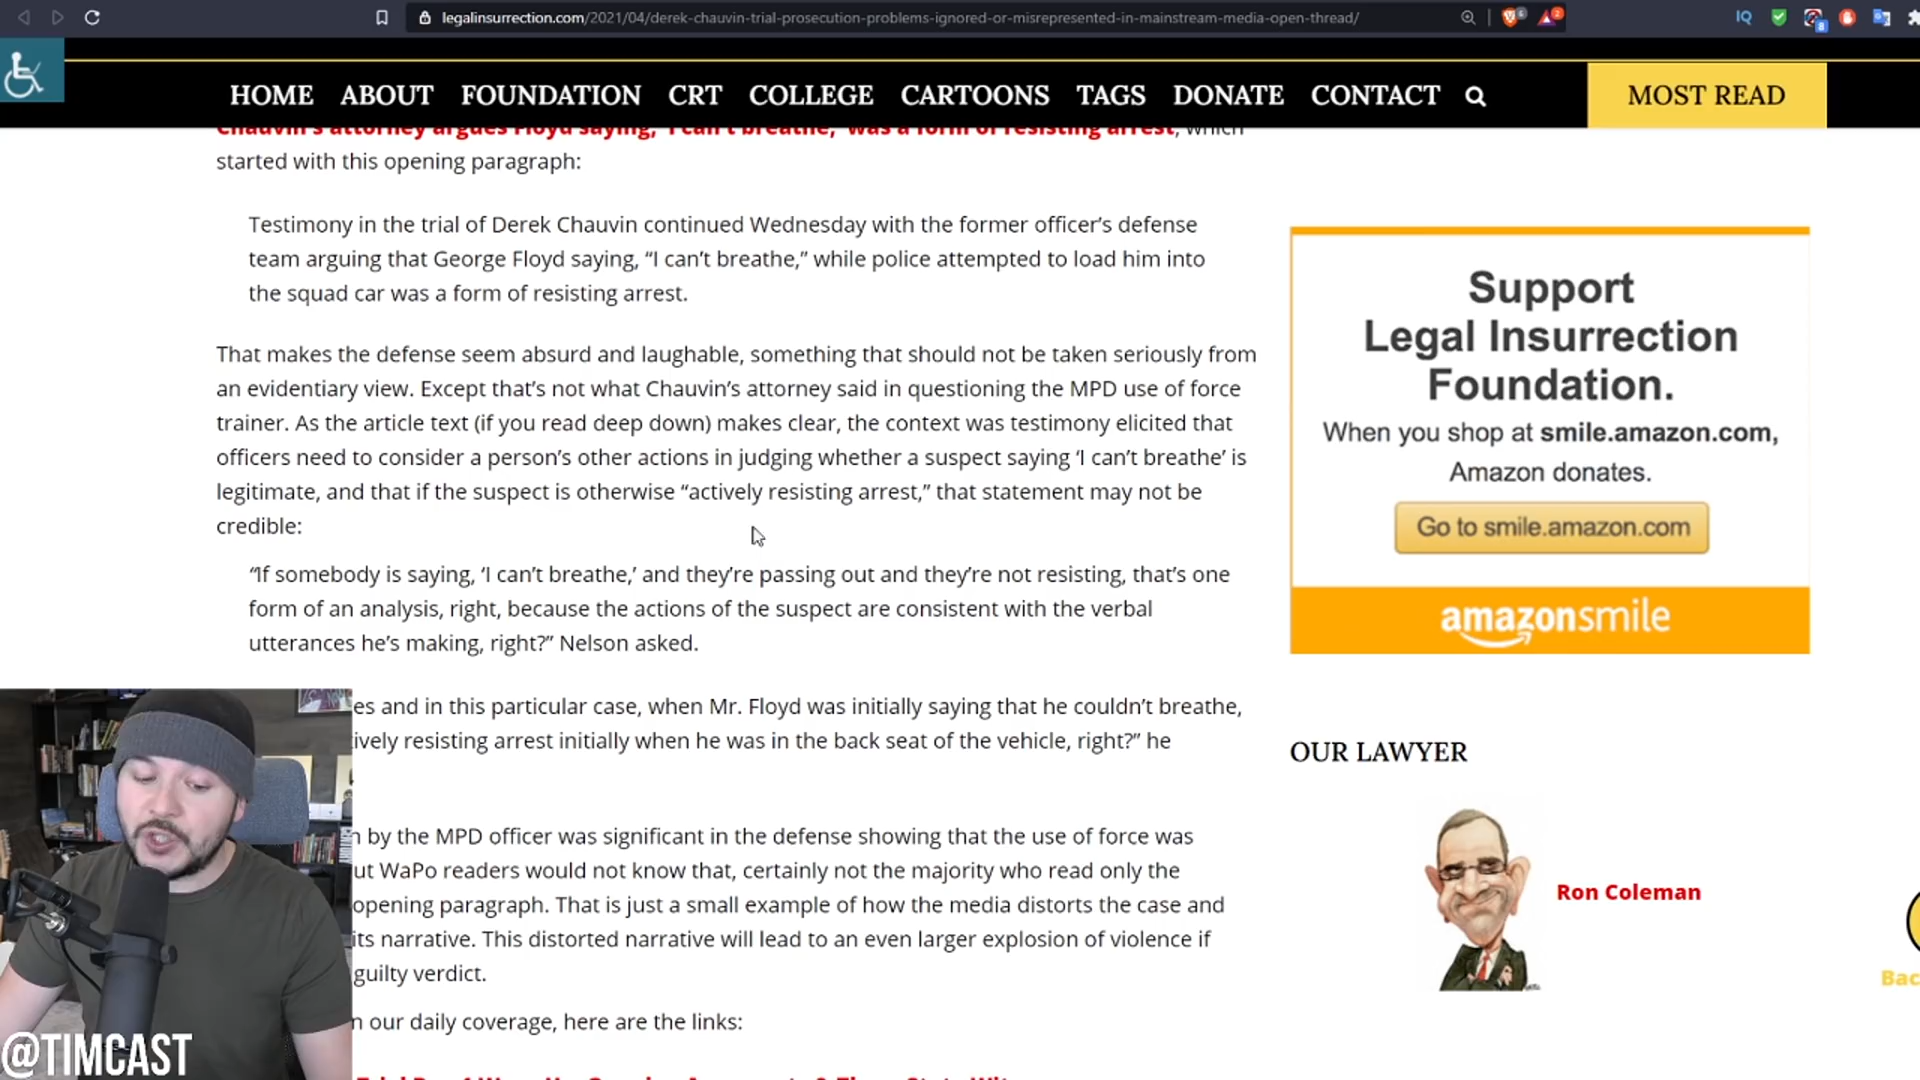 legalinsurrection.com/2021/04/derek-chauvin-trial-prosecution-problems-ignored-or-misrepresented-in-mainstream-media-open-thread/
HOME ABOUT FOUNDATION CRT COLLEGE CARTOONS TAGS DONATE CONTACT MOST READ
Chauvin's attorney argues Floyd saying, 'I can't breathe,' was a form of resisting arrest, which
started with this opening paragraph:
Testimony in the trial of Derek Chauvin continued Wednesday with the former officer's defense
team arguing that George Floyd saying, “I can't breathe,” while police attempted to load him into
the squad car was a form of resisting arrest.
That makes the defense seem absurd and laughable, something that should not be taken seriously from
an evidentiary view. Except that's not what Chauvin's attorney said in questioning the MPD use of force
trainer. As the article text (if you read deep down) makes clear, the context was testimony elicited that
officers need to consider a person's other actions in judging whether a suspect saying ‘I can't breathe’ is
legitimate, and that if the suspect is otherwise “actively resisting arrest,” that statement may not be
credible:
“If somebody is saying, ‘I can't breathe,’ and they're passing out and they're not resisting, that's one
form of an analysis, right, because the actions of the suspect are consistent with the verbal
utterances he's making, right?” Nelson asked.
es and in this particular case, when Mr. Floyd was initially saying that he couldn't breathe,
ively resisting arrest initially when he was in the back seat of the vehicle, right?” he
n by the MPD officer was significant in the defense showing that the use of force was
ut WaPo readers would not know that, certainly not the majority who read only the
opening paragraph. That is just a small example of how the media distorts the case and
its narrative. This distorted narrative will lead to an even larger explosion of violence if
guilty verdict.
n our daily coverage, here are the links:
Support
Legal Insurrection
Foundation.
When you shop at smile.amazon.com,
Amazon donates.
Go to smile.amazon.com
amazonsmile
OUR LAWYER
Ron Coleman
Bac
@TIMCAST